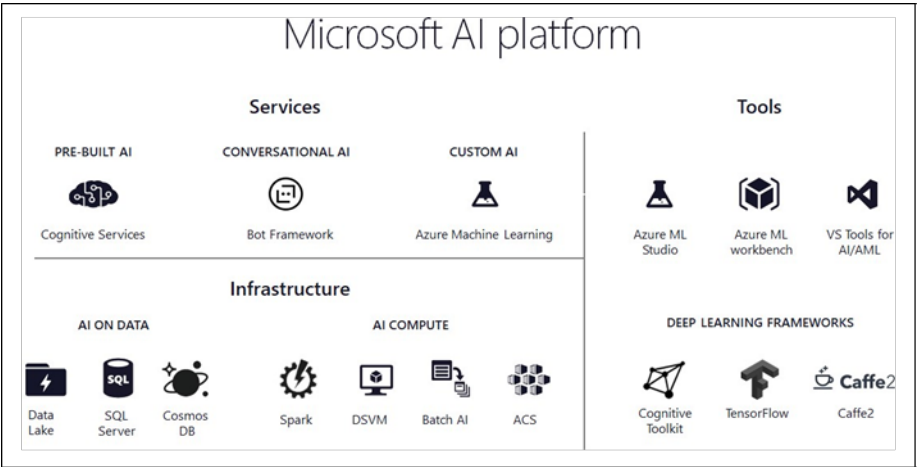 Microsoft AI platform
Services
PRE-BUILT AI
CONVERSATIONAL AI
CUSTOM AI
Cognitive Services
Bot Framework
Azure Machine Learning
Infrastructure
AI ON DATA
AI COMPUTE
Data
Lake
SQL
SQL
Server
Cosmos
DB
Spark
DSVM
Batch AI
ACS
Tools
Azure ML
Studio
Azure ML
workbench
VS Tools for
AI/AML
DEEP LEARNING FRAMEWORKS
Cognitive
Toolkit
TensorFlow
Caffe2
Caffe2